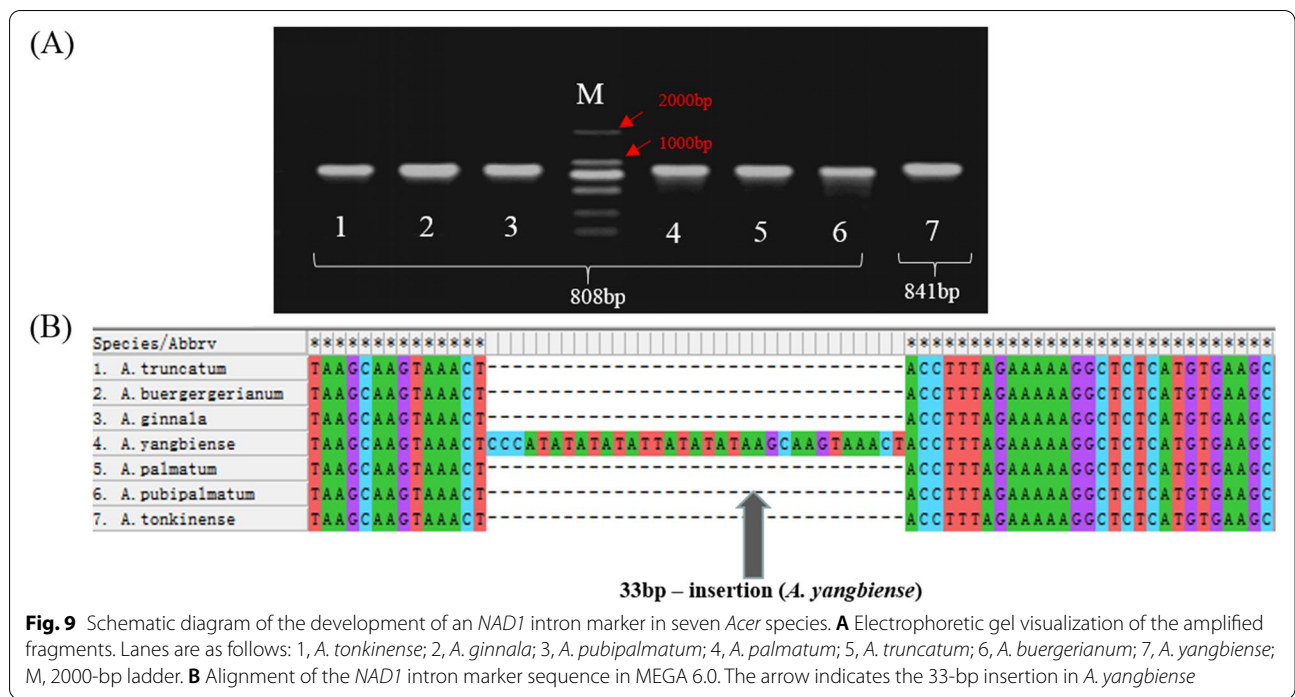 (A)
M
2000bp
1000bp
1 2 3 4 5 6 7
808bp
841bp
(B)
Species/Abbrv ************** *****************************
1. A. truncatum TAAGCAAGTAAACT---------------------------------ACCTTTAGAAAAAGGCTCTCATGTGAAGC
2. A. buergergerianum TAAGCAAGTAAACT---------------------------------ACCTTTAGAAAAAGGCTCTCATGTGAAGC
3. A. ginnala TAAGCAAGTAAACT---------------------------------ACCTTTAGAAAAAGGCTCTCATGTGAAGC
4. A. yangbiense TAAGCAAGTAAACTCCCATATATATATTATATATAAGCAAGTAAACTACCTTTAGAAAAAGGCTCTCATGTGAAGC
5. A. palmatum TAAGCAAGTAAACT---------------------------------ACCTTTAGAAAAAGGCTCTCATGTGAAGC
6. A. pubipalmatum TAAGCAAGTAAACT---------------------------------ACCTTTAGAAAAAGGCTCTCATGTGAAGC
7. A. tonkinense TAAGCAAGTAAACT---------------------------------ACCTTTAGAAAAAGGCTCTCATGTGAAGC
33bp – insertion (A. yangbiense)
Fig. 9 Schematic diagram of the development of an NAD1 intron marker in seven Acer species. A Electrophoretic gel visualization of the amplified
fragments. Lanes are as follows: 1, A. tonkinense; 2, A. ginnala; 3, A. pubipalmatum; 4, A. palmatum; 5, A. truncatum; 6, A. buergerianum; 7, A. yangbiense;
M, 2000-bp ladder. B Alignment of the NAD1 intron marker sequence in MEGA 6.0. The arrow indicates the 33-bp insertion in A. yangbiense